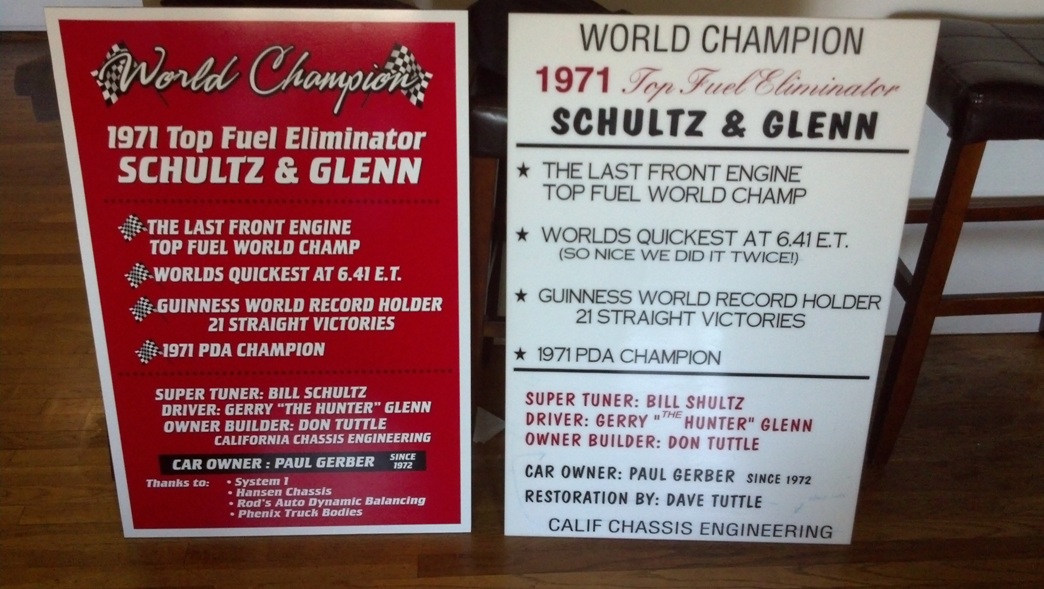 World Champion
1971 Top Fuel Eliminator
SCHULTZ & GLENN
THE LAST FRONT ENGINE
TOP FUEL WORLD CHAMP
WORLDS QUICKEST AT 6.41 E.T.
GUINNESS WORLD RECORD HOLDER
21 STRAIGHT VICTORIES
1971 PDA CHAMPION
SUPER TUNER: BILL SCHULTZ
DRIVER: GERRY "THE HUNTER" GLENN
OWNER BUILDER: DON TUTTLE
CALIFORNIA CHASSIS ENGINEERING
CAR OWNER : PAUL GERBER SINCE 1972
Thanks to: • System 1
• Hansen Chassis
• Rod's Auto Dynamic Balancing
• Phenix Truck Bodies
WORLD CHAMPION
1971 Top Fuel Eliminator
SCHULTZ & GLENN
★ THE LAST FRONT ENGINE
TOP FUEL WORLD CHAMP
★ WORLDS QUICKEST AT 6.41 E.T.
(SO NICE WE DID IT TWICE!)
★ GUINNESS WORLD RECORD HOLDER
21 STRAIGHT VICTORIES
★ 1971 PDA CHAMPION
SUPER TUNER: BILL SHULTZ
DRIVER: GERRY "THE HUNTER" GLENN
OWNER BUILDER: DON TUTTLE
CAR OWNER: PAUL GERBER SINCE 1972
RESTORATION BY: DAVE TUTTLE
CALIF CHASSIS ENGINEERING